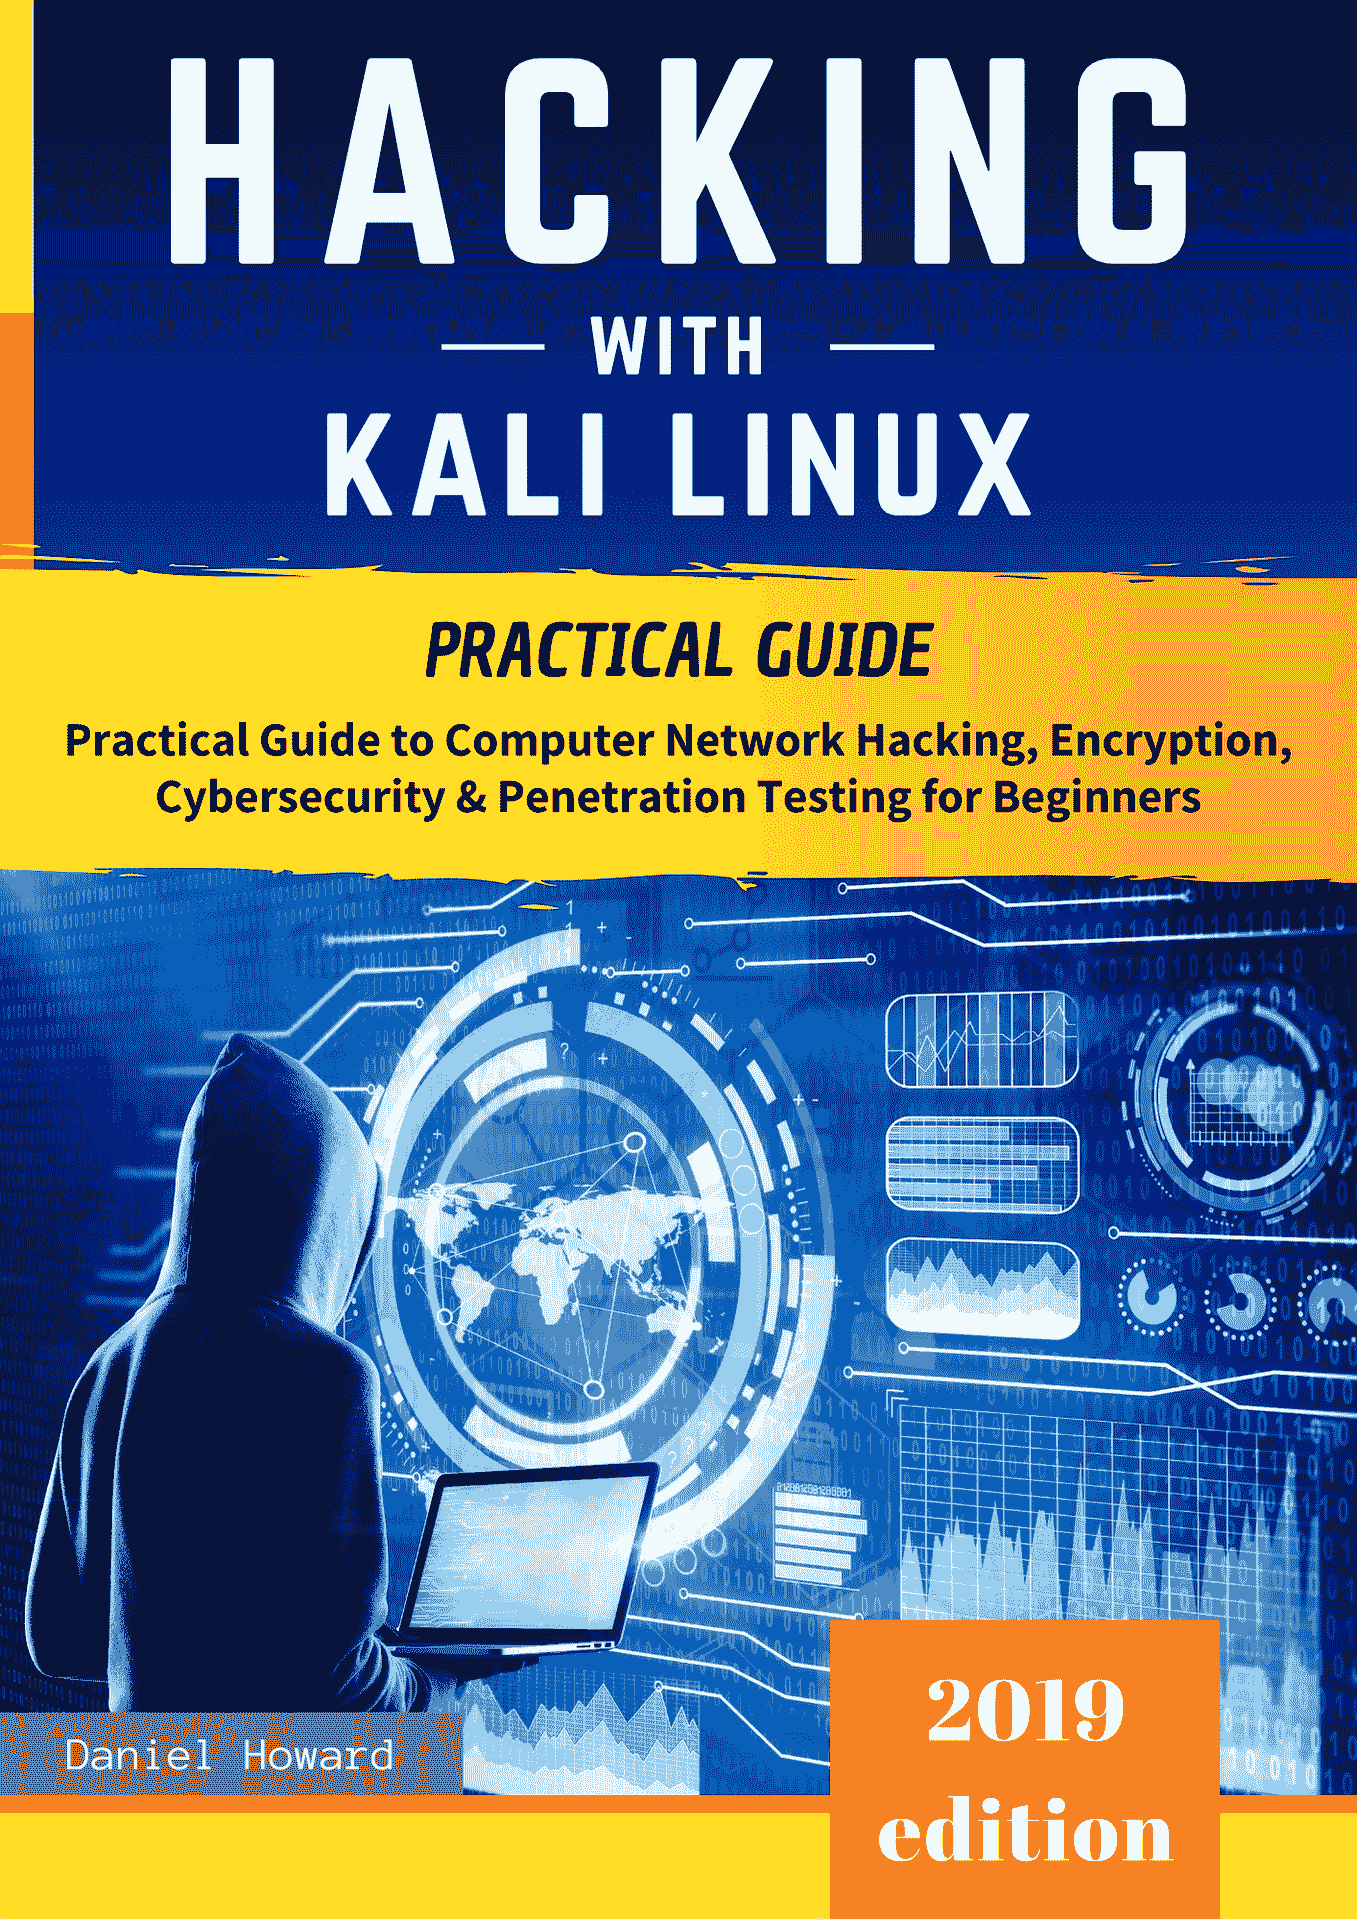 HACKING
WITH
KALI LINUX
PRACTICAL GUIDE
Practical Guide to Computer Network Hacking, Encryption,
Cybersecurity & Penetration Testing for Beginners
Daniel Howard
2019
edition